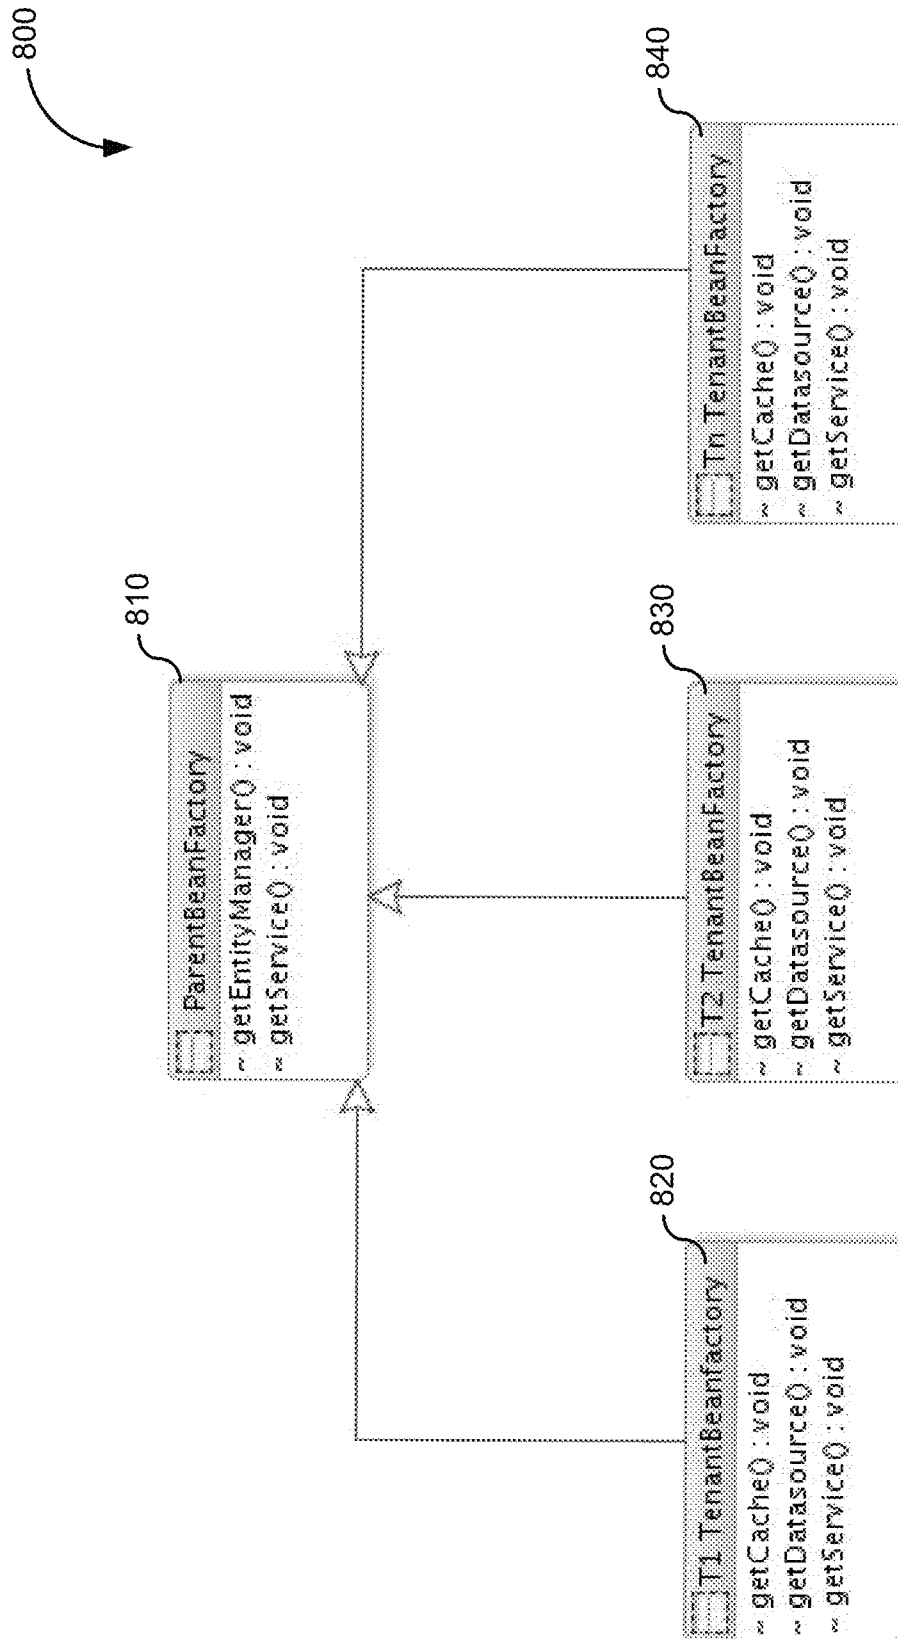 800
810
ParentBeanFactory
~ getEntityManager() : void
~ getService() : void
820
T1 TenantBeanfactory
~ getCache() : void
~ getDatasource() : void
~ getService() : void
830
T2 TenantBeanFactory
~ getCache() : void
~ getDatasource() : void
~ getService() : void
840
Tn TenantBeanFactory
~ getCache() : void
~ getDatasource() : void
~ getService() : void